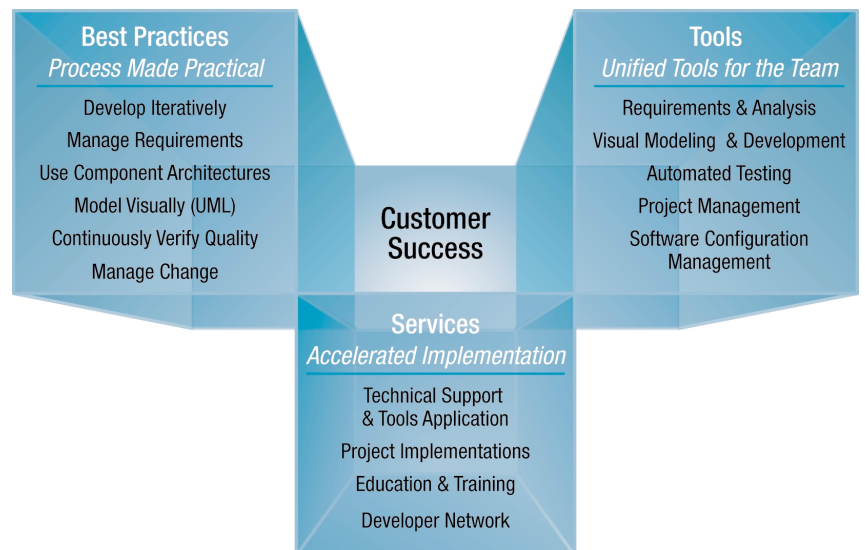 Best Practices
Process Made Practical
Develop Iteratively
Manage Requirements
Use Component Architectures
Model Visually (UML)
Continuously Verify Quality
Manage Change
Tools
Unified Tools for the Team
Requirements & Analysis
Visual Modeling & Development
Automated Testing
Project Management
Software Configuration
Management
Customer
Success
Services
Accelerated Implementation
Technical Support
& Tools Application
Project Implementations
Education & Training
Developer Network